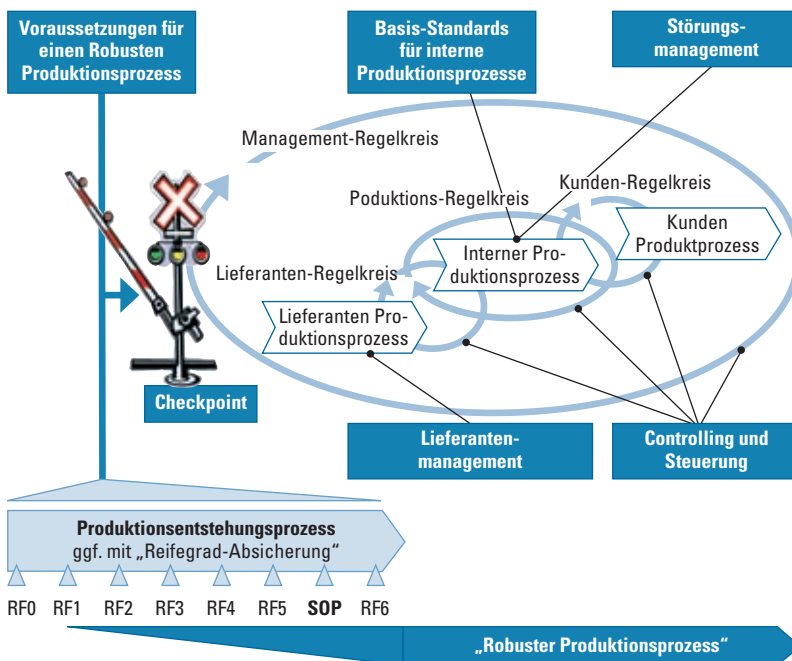 Voraussetzungen für
einen Robusten
Produktionsprozess
Basis-Standards
für interne
Produktionsprozesse
Störungs-
management
Management-Regelkreis
Poduktions-Regelkreis
Kunden-Regelkreis
Kunden
Produktprozess
Interner Pro-
duktionsprozess
Lieferanten-Regelkreis
Lieferanten Pro-
duktionsprozess
Checkpoint
Lieferanten-
management
Controlling und
Steuerung
Produktionsentstehungsprozess
ggf. mit „Reifegrad-Absicherung“
RF0 RF1 RF2 RF3 RF4 RF5 SOP RF6
„Robuster Produktionsprozess“